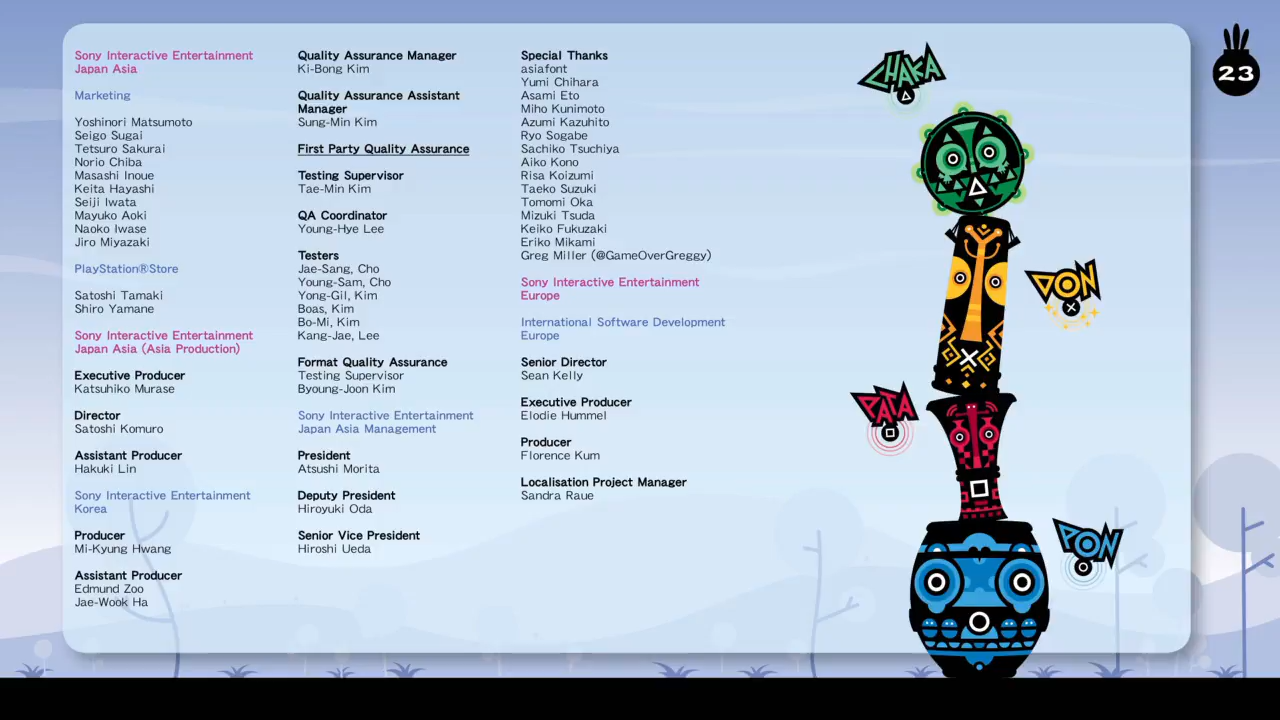 Sony Interactive Entertainment
Japan Asia
Marketing
Yoshinori Matsumoto
Seigo Sugai
Tetsuro Sakurai
Norio Chiba
Masashi Inoue
Keita Hayashi
Seiji Iwata
Mayuko Aoki
Naoko Iwase
Jiro Miyazaki
PlayStation®Store
Satoshi Tamaki
Shiro Yamane
Sony Interactive Entertainment
Japan Asia (Asia Production)
Executive Producer
Katsuhiko Murase
Director
Satoshi Komuro
Assistant Producer
Hakuki Lin
Sony Interactive Entertainment
Korea
Producer
Mi-Kyung Hwang
Assistant Producer
Edmund Zoo
Jae-Wook Ha
Quality Assurance Manager
Ki-Bong Kim
Quality Assurance Assistant
Manager
Sung-Min Kim
First Party Quality Assurance
Testing Supervisor
Tae-Min Kim
QA Coordinator
Young-Hye Lee
Testers
Jae-Sang, Cho
Young-Sam, Cho
Yong-Gil, Kim
Boas, Kim
Bo-Mi, Kim
Kang-Jae, Lee
Format Quality Assurance
Testing Supervisor
Byoung-Joon Kim
Sony Interactive Entertainment
Japan Asia Management
President
Atsushi Morita
Deputy President
Hiroyuki Oda
Senior Vice President
Hiroshi Ueda
Special Thanks
asiafont
Yumi Chihara
Asami Eto
Miho Kunimoto
Azumi Kazuhito
Ryo Sogabe
Sachiko Tsuchiya
Aiko Kono
Risa Koizumi
Taeko Suzuki
Tomomi Oka
Mizuki Tsuda
Keiko Fukuzaki
Eriko Mikami
Greg Miller (@GameOverGreggy)
Sony Interactive Entertainment
Europe
International Software Development
Europe
Senior Director
Sean Kelly
Executive Producer
Elodie Hummel
Producer
Florence Kum
Localisation Project Manager
Sandra Raue
CHAKA
DON
PATA
PON
23